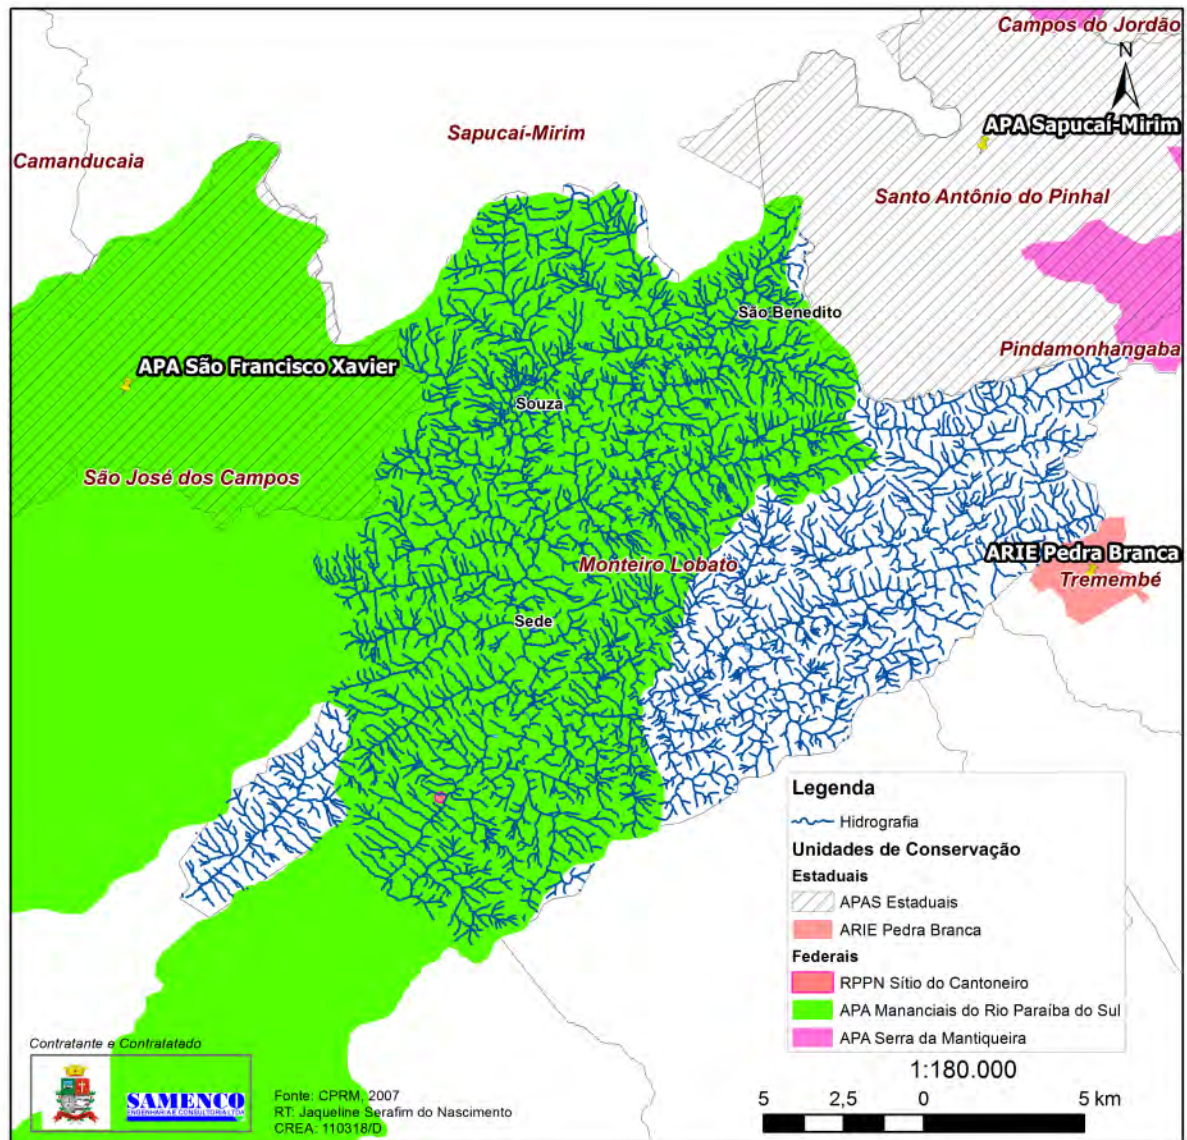 Campos do Jordão
N
APA Sapucaí-Mirim
Sapucaí-Mirim
Camanducaia
Santo Antônio do Pinhal
São Benedito
Pindamonhangaba
APA São Francisco Xavier
Souza
São José dos Campos
ARIE Pedra Branca
Monteiro Lobato
Tremembé
Sede
Legenda
Hidrografia
Unidades de Conservação
Estaduais
APAS Estaduais
ARIE Pedra Branca
Federais
RPPN Sítio do Cantoneiro
APA Mananciais do Rio Paraíba do Sul
APA Serra da Mantiqueira
1:180.000
5 2,5 0 5 km
Contratante e Contratatado
SAMENCO
ENGENHARIA E CONSULTORIA LTDA
Fonte: CPRM, 2007
RT: Jaqueline Serafim do Nascimento
CREA: 110318/D